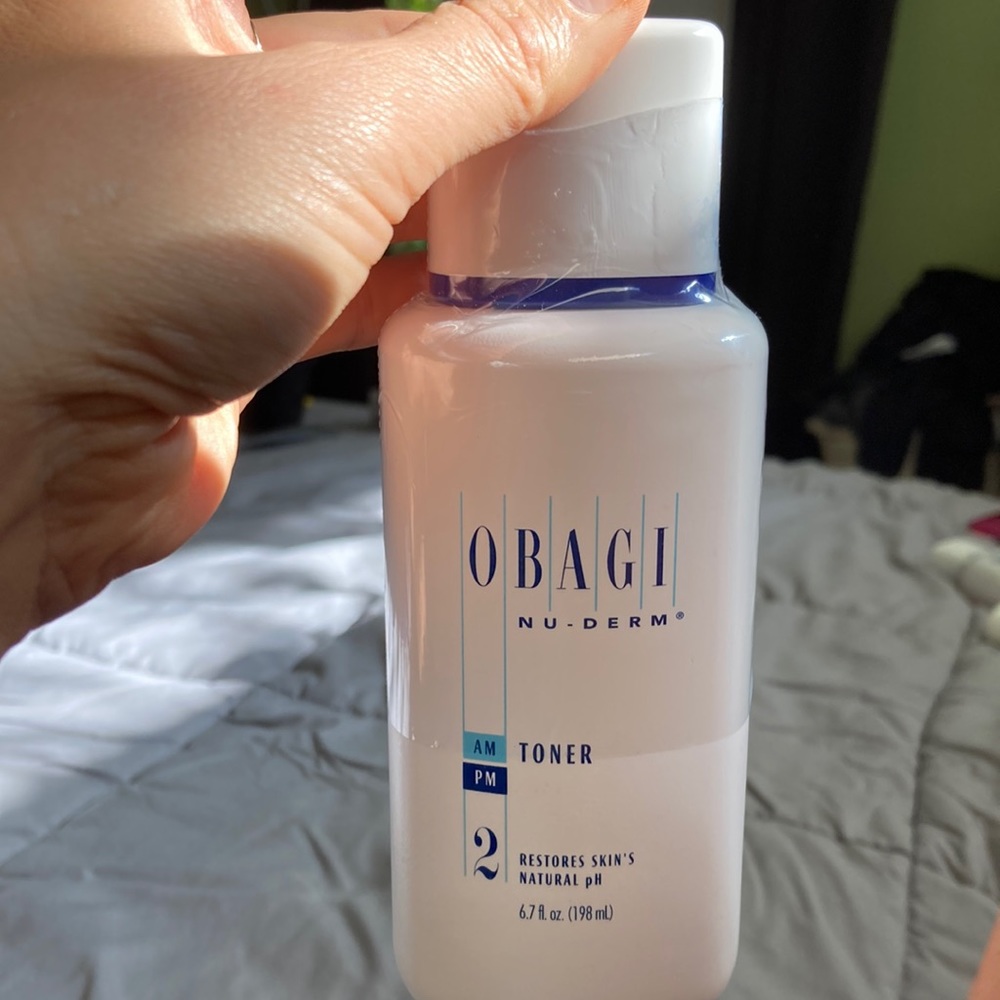 OBAGI
NU-DERM®
AM TONER
PM
2
RESTORES SKIN'S
NATURAL pH
6.7 fl. oz. (198 mL)